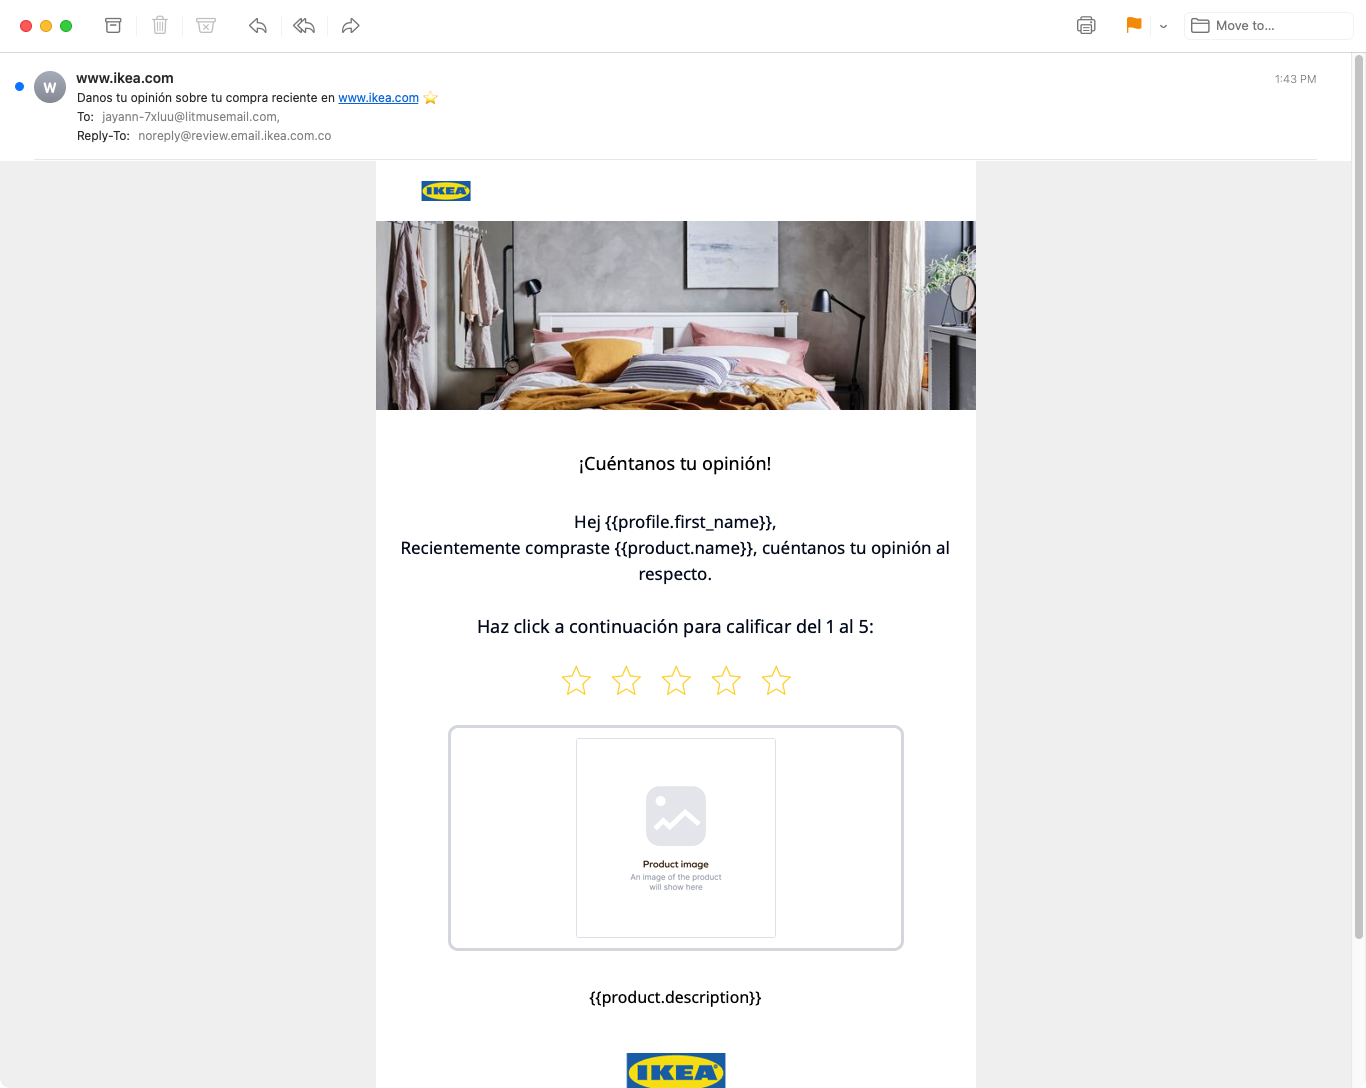 Move to...
www.ikea.com
1:43 PM
W
Danos tu opinión sobre tu compra reciente en www.ikea.com ⭐
To: jayann-7xluu@litmusemail.com,
Reply-To: noreply@review.email.ikea.com.co
IKEA
¡Cuéntanos tu opinión!
Hej {{profile.first_name}},
Recientemente compraste {{product.name}}, cuéntanos tu opinión al
respecto.
Haz click a continuación para calificar del 1 al 5:
Product image
An image of the product
will show here
{{product.description}}
IKEA